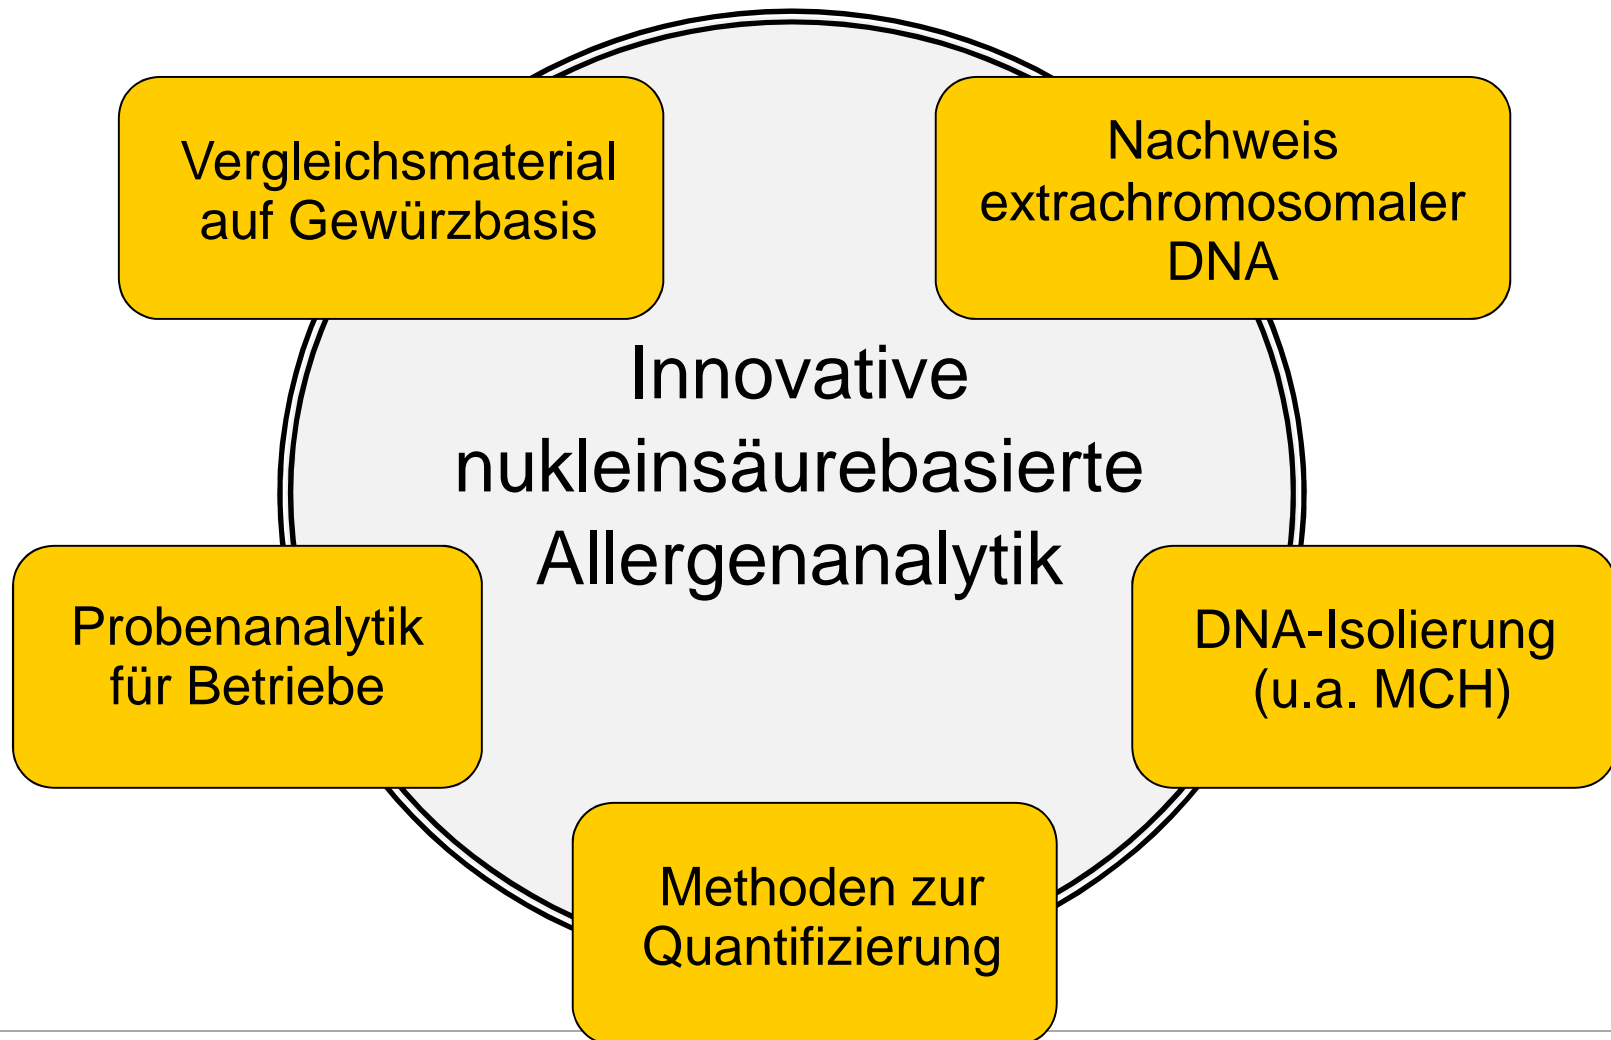 Vergleichsmaterial
auf Gewürzbasis
Nachweis
extrachromosomaler
DNA
Innovative
nukleinsäurebasierte
Allergenanalytik
Probenanalytik
für Betriebe
DNA-Isolierung
(u.a. MCH)
Methoden zur
Quantifizierung